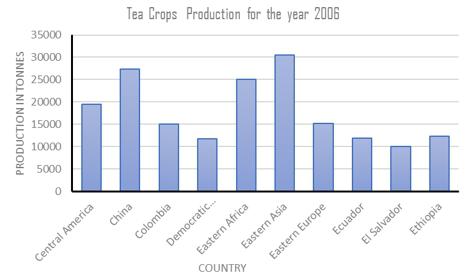 Tea Crops Production for the year 2006
PRODUCTION IN TONNES
35000
30000
25000
20000
15000
10000
5000
0
Central America
China
Colombia
Democratic...
Eastern Africa
Eastern Asia
Eastern Europe
Ecuador
El Salvador
Ethiopia
COUNTRY